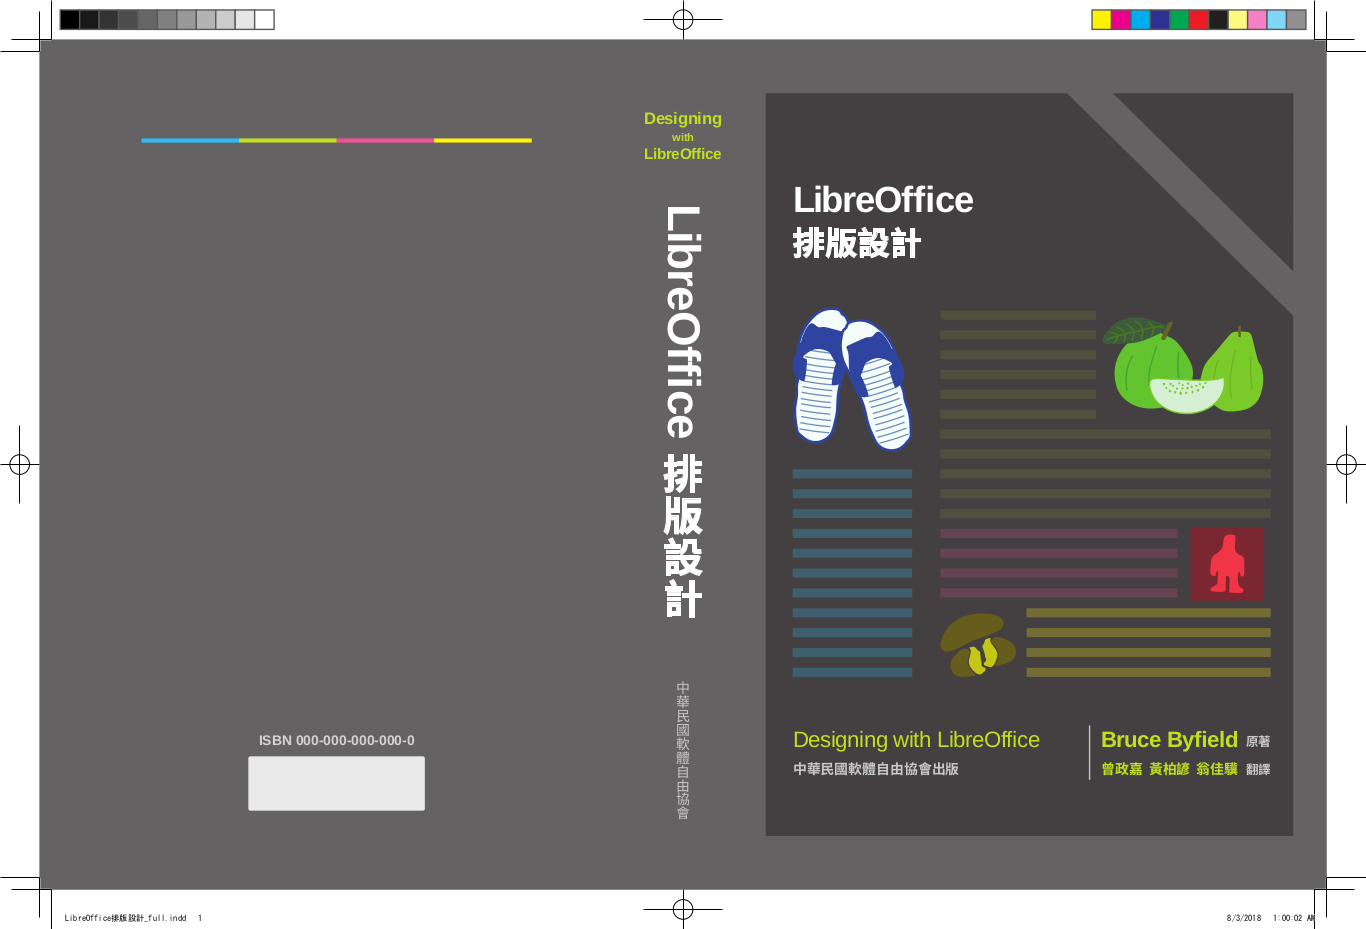 Designing
with
LibreOffice
LibreOffice 排版設計
中華民國軟體自由協會
LibreOffice
排版設計
Designing with LibreOffice
中華民國軟體自由協會出版
Bruce Byfield 原著
曾政嘉 黃柏諺 翁佳驥 翻譯
ISBN 000-000-000-000-0
LibreOffice排版設計_full.indd 1
8/3/2018 1:00:02 AM